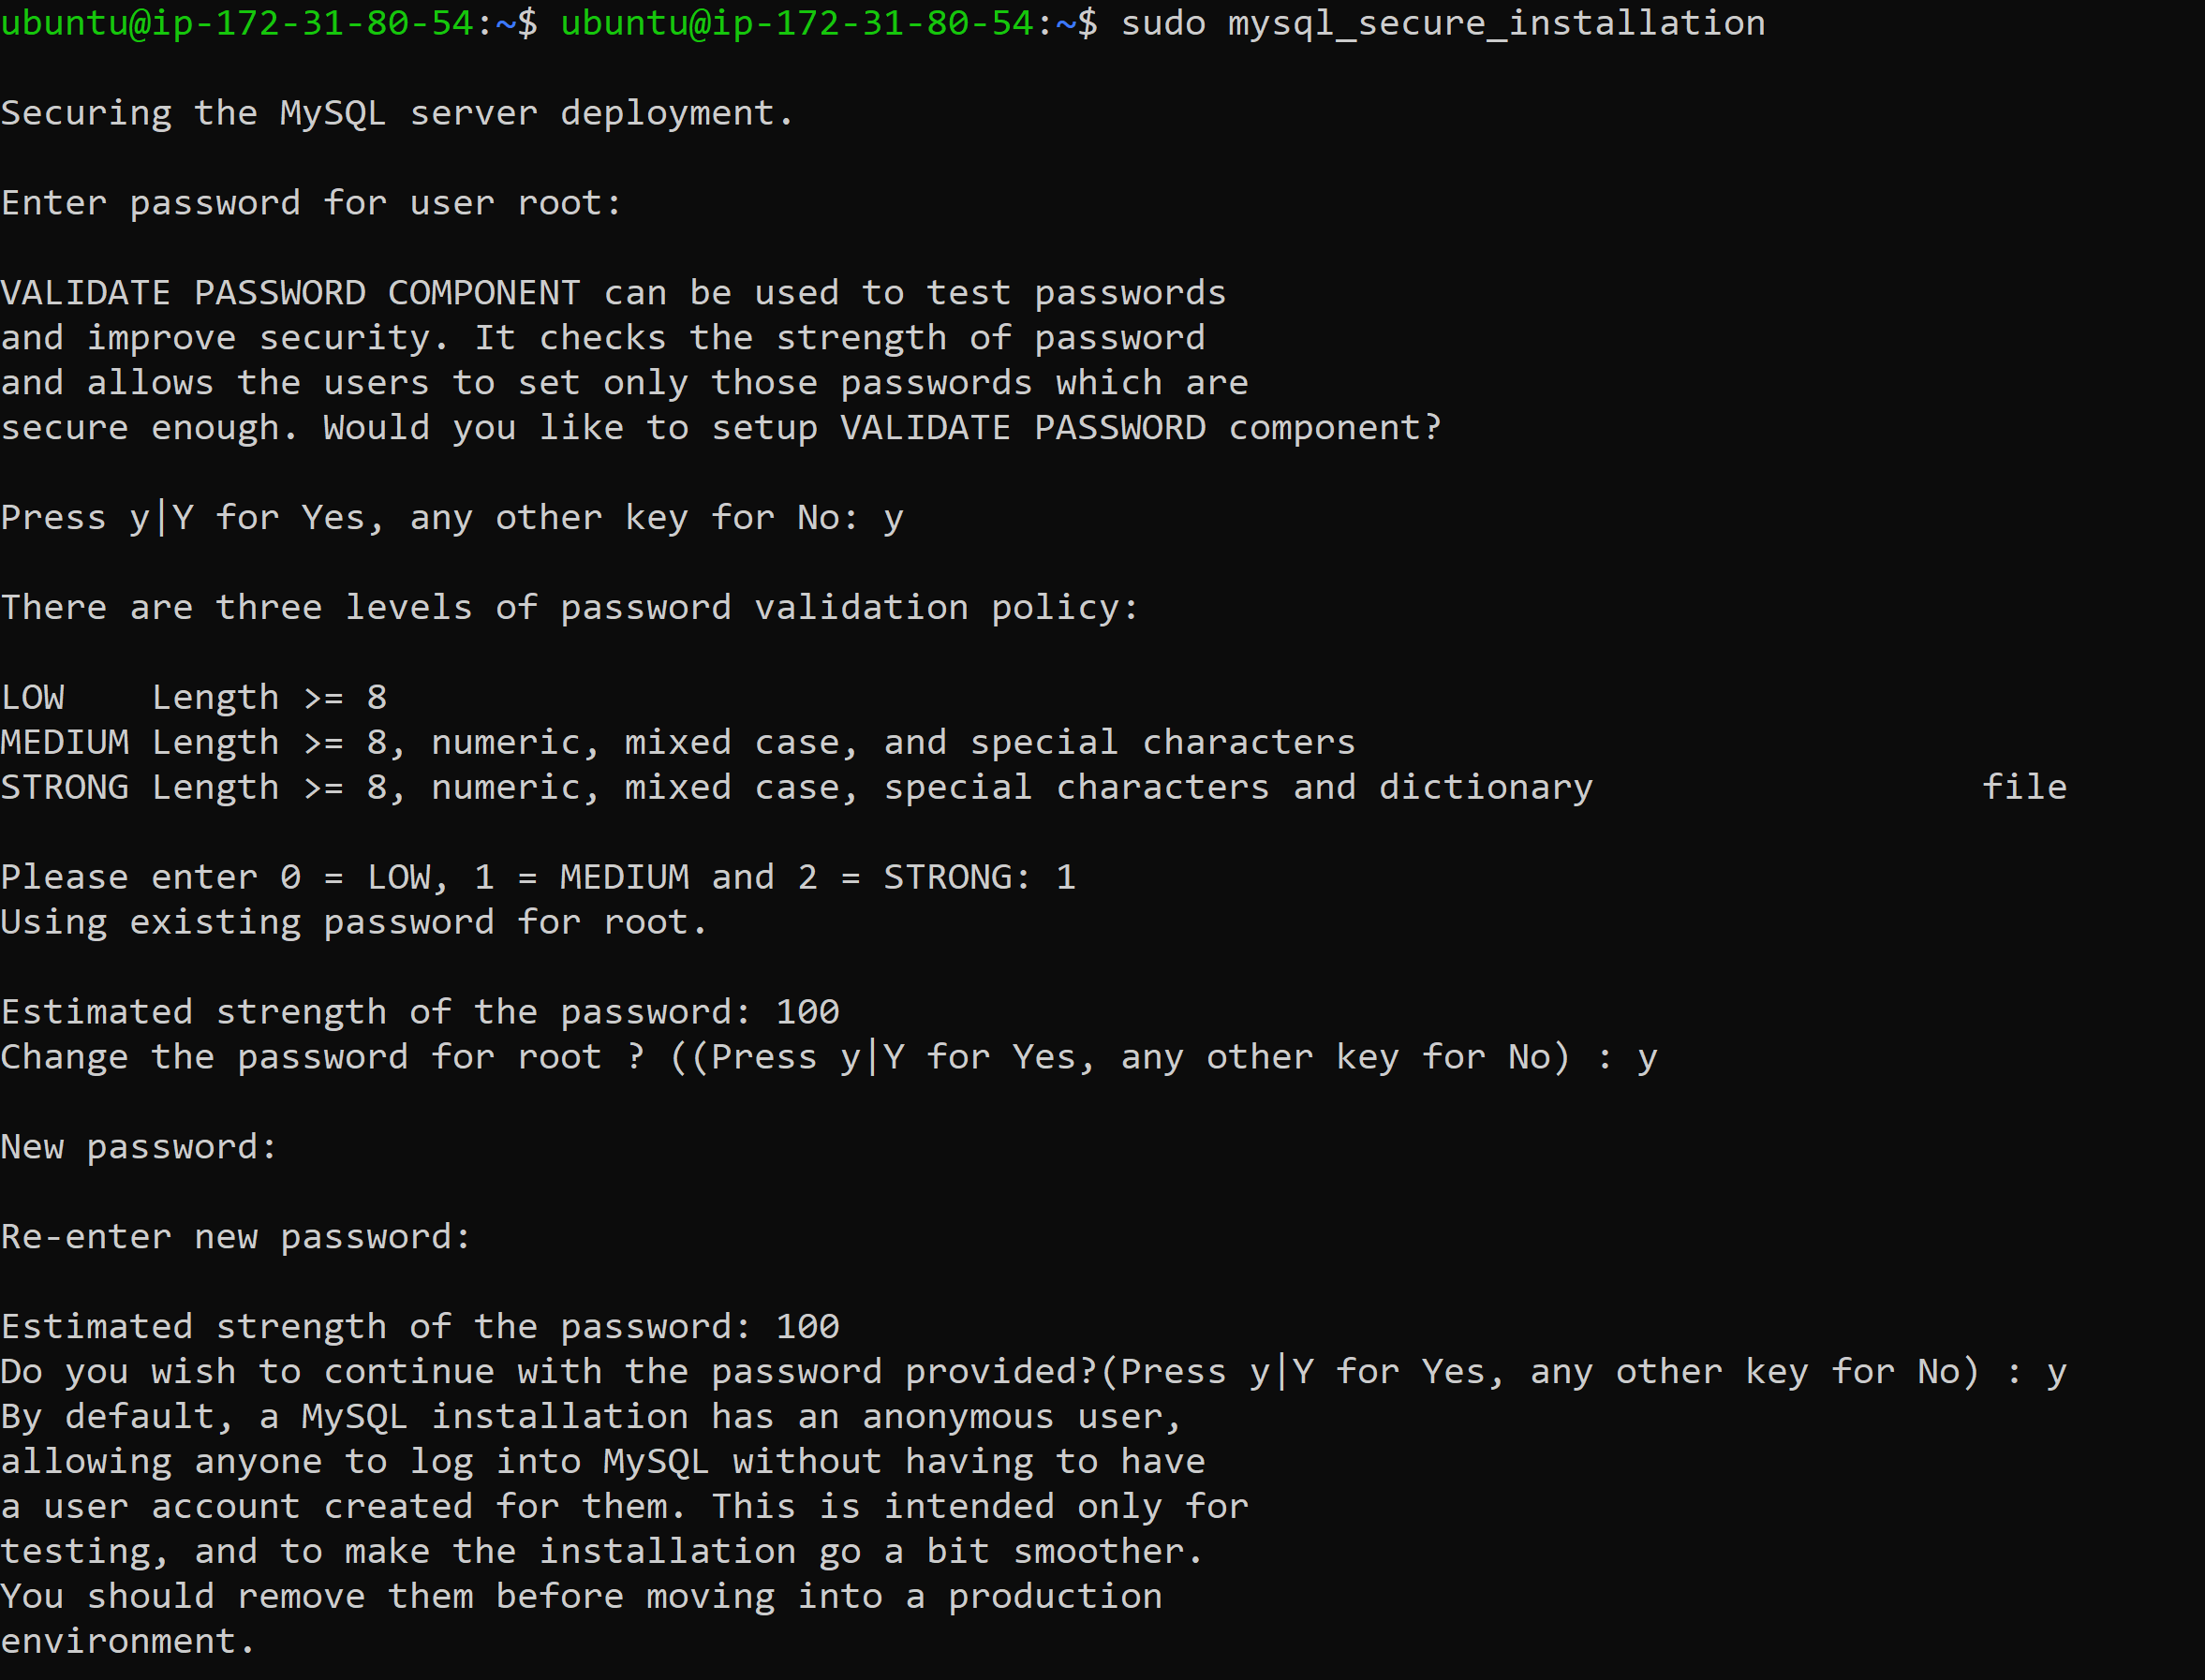 ubuntu@ip-172-31-80-54:~$ ubuntu@ip-172-31-80-54:~$ sudo mysql_secure_installation
Securing the MySQL server deployment.
Enter password for user root:
VALIDATE PASSWORD COMPONENT can be used to test passwords
and improve security. It checks the strength of password
and allows the users to set only those passwords which are
secure enough. Would you like to setup VALIDATE PASSWORD component?
Press y|Y for Yes, any other key for No: y
There are three levels of password validation policy:
LOW    Length >= 8
MEDIUM Length >= 8, numeric, mixed case, and special characters
STRONG Length >= 8, numeric, mixed case, special characters and dictionary                  file
Please enter 0 = LOW, 1 = MEDIUM and 2 = STRONG: 1
Using existing password for root.
Estimated strength of the password: 100
Change the password for root ? ((Press y|Y for Yes, any other key for No) : y
New password:
Re-enter new password:
Estimated strength of the password: 100
Do you wish to continue with the password provided?(Press y|Y for Yes, any other key for No) : y
By default, a MySQL installation has an anonymous user,
allowing anyone to log into MySQL without having to have
a user account created for them. This is intended only for
testing, and to make the installation go a bit smoother.
You should remove them before moving into a production
environment.